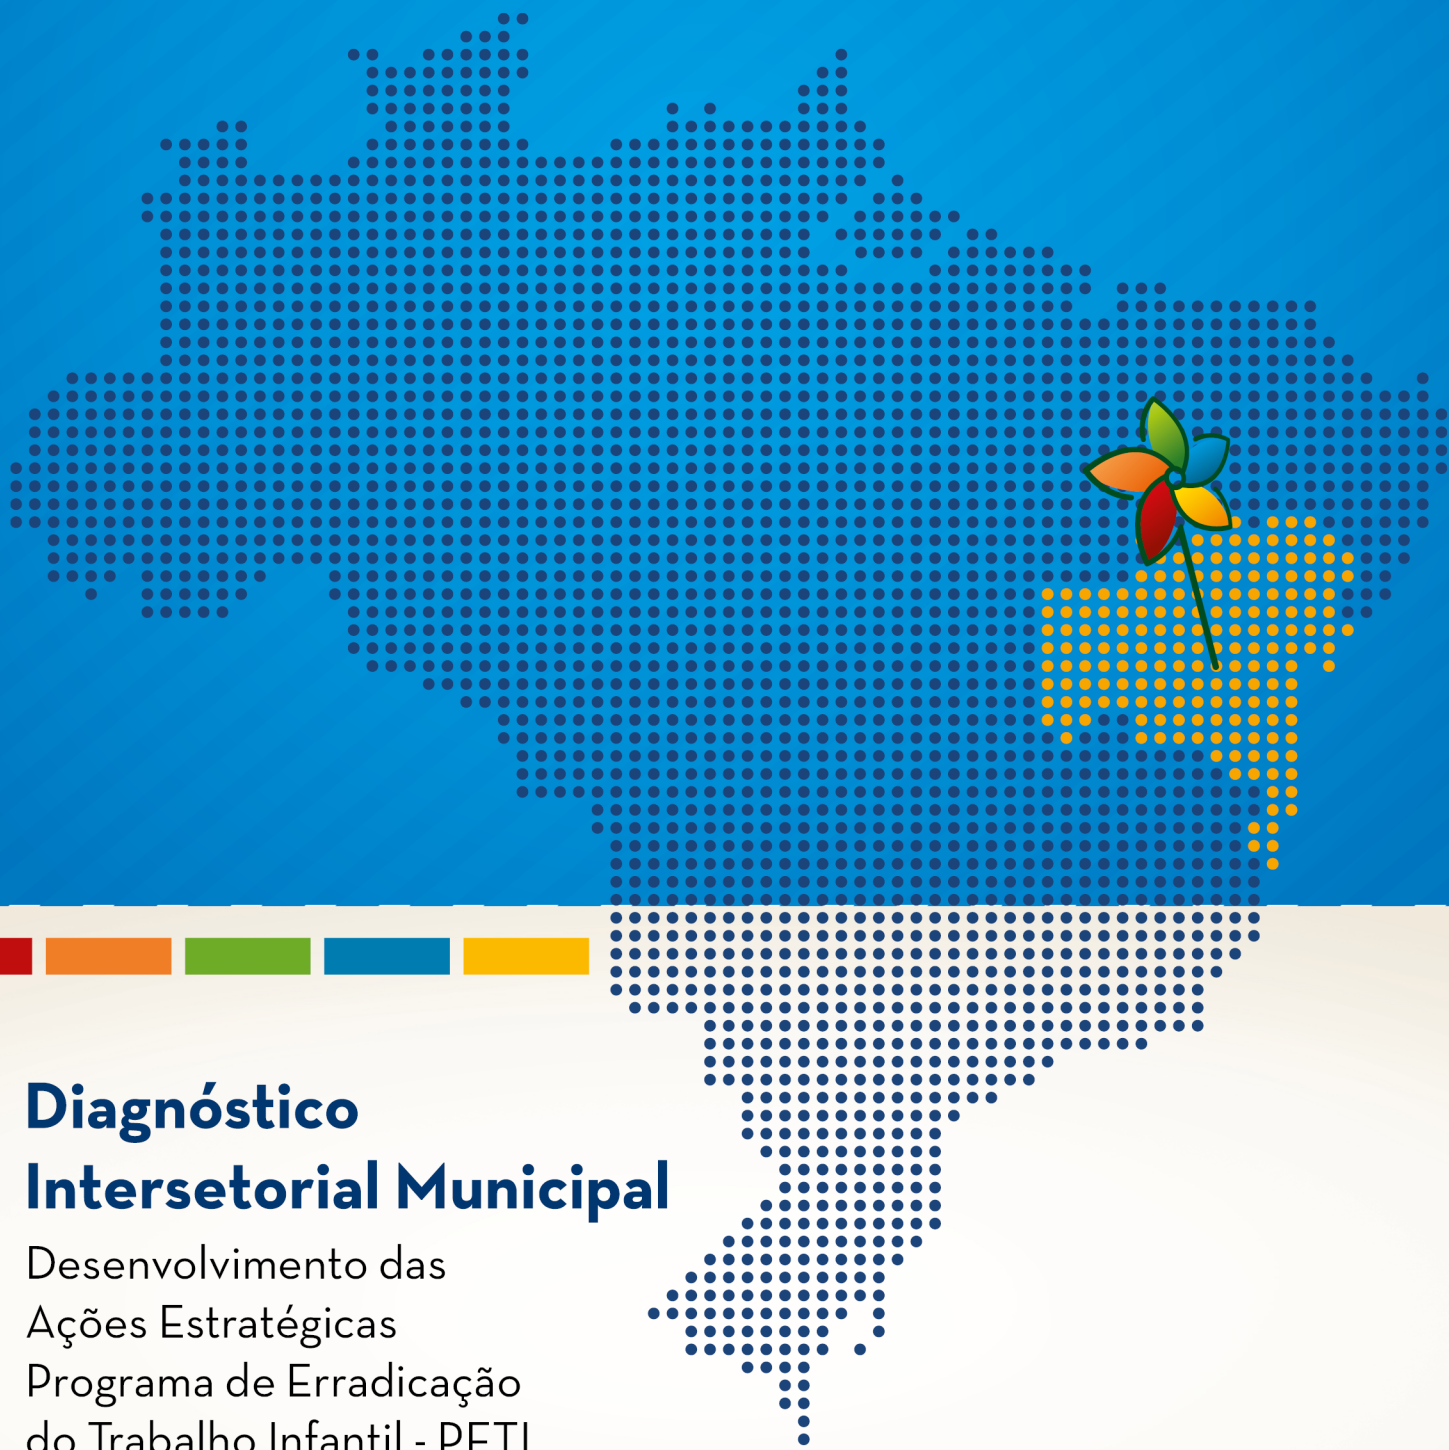 Diagnóstico
Intersetorial Municipal
Desenvolvimento das
Ações Estratégicas
Programa de Erradicação
do Trabalho Infantil - PETI